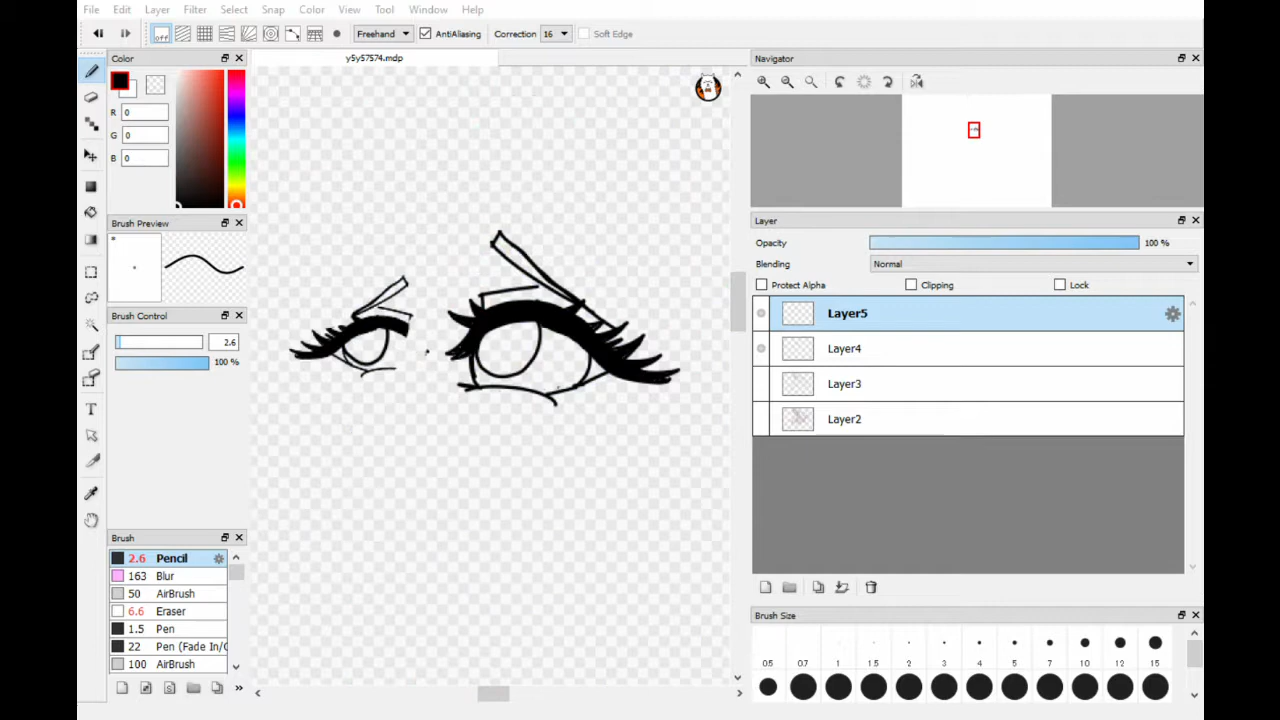 File Edit Layer Filter Select Snap Color View Tool Window Help
off Freehand AntiAliasing Correction 16 Soft Edge
Color
y5y57574.mdp
Navigator
R 0
G 0
B 0
Brush Preview
Brush Control
2.6
100 %
Layer
Opacity 100 %
Blending Normal
Protect Alpha Clipping Lock
Layer5
Layer4
Layer3
Layer2
Brush
2.6 Pencil
163 Blur
50 AirBrush
6.6 Eraser
1.5 Pen
22 Pen (Fade In/
100 AirBrush
Brush Size
0.5 0.7 1 1.5 2 3 4 5 7 10 12 15